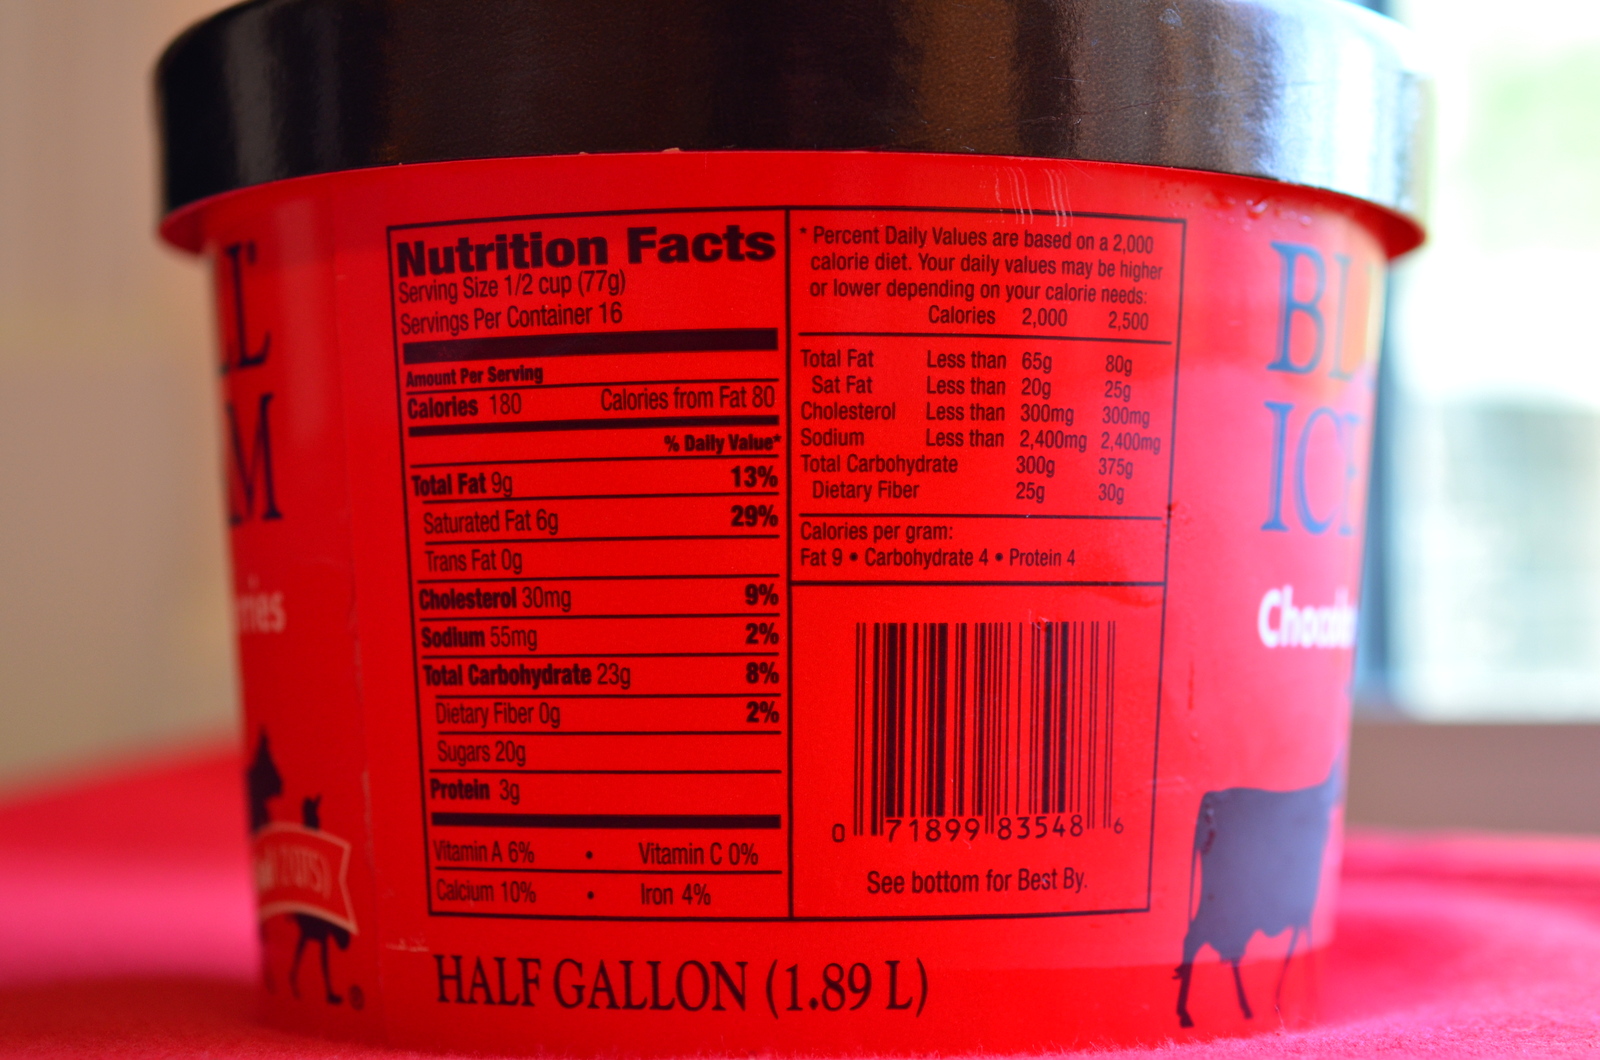 Nutrition Facts
Serving Size 1/2 cup (77g)
Servings Per Container 16
Amount Per Serving
Calories 180 Calories from Fat 80
% Daily Value*
Total Fat 9g 13%
Saturated Fat 6g 29%
Trans Fat 0g
Cholesterol 30mg 9%
Sodium 55mg 2%
Total Carbohydrate 23g 8%
Dietary Fiber 0g 2%
Sugars 20g
Protein 3g
Vitamin A 6% • Vitamin C 0%
Calcium 10% • Iron 4%
* Percent Daily Values are based on a 2,000
calorie diet. Your daily values may be higher
or lower depending on your calorie needs:
Calories 2,000 2,500
Total Fat Less than 65g 80g
Sat Fat Less than 20g 25g
Cholesterol Less than 300mg 300mg
Sodium Less than 2,400mg 2,400mg
Total Carbohydrate 300g 375g
Dietary Fiber 25g 30g
Calories per gram:
Fat 9 • Carbohydrate 4 • Protein 4
0 71899 83548 6
See bottom for Best By.
HALF GALLON (1.89 L)
BL
ICE